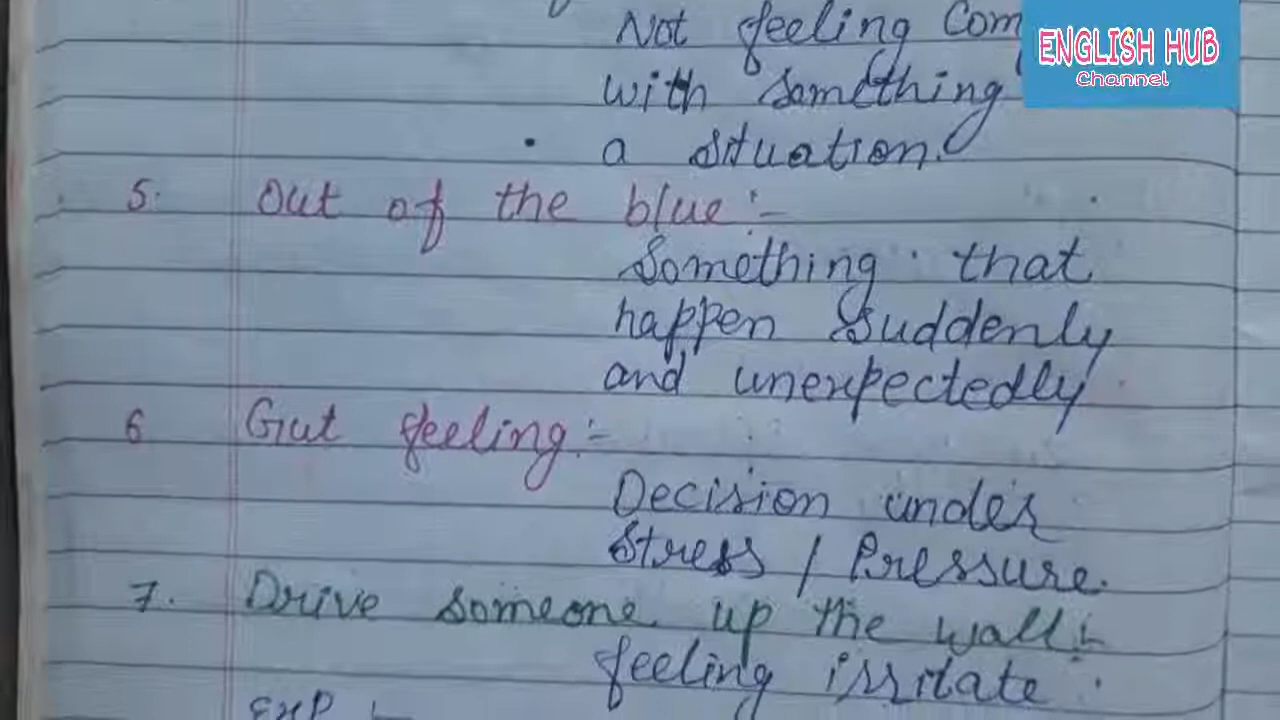 Not feeling Com
with something
a situation.
5. Out of the blue :-
Something that
happen suddenly
and unexpectedly
6 Gut feeling :-
Decision under
Stress / Pressure.
7. Drive someone up the wall :-
feeling irritate.
Exp :-
ENGLISH HUB
Channel